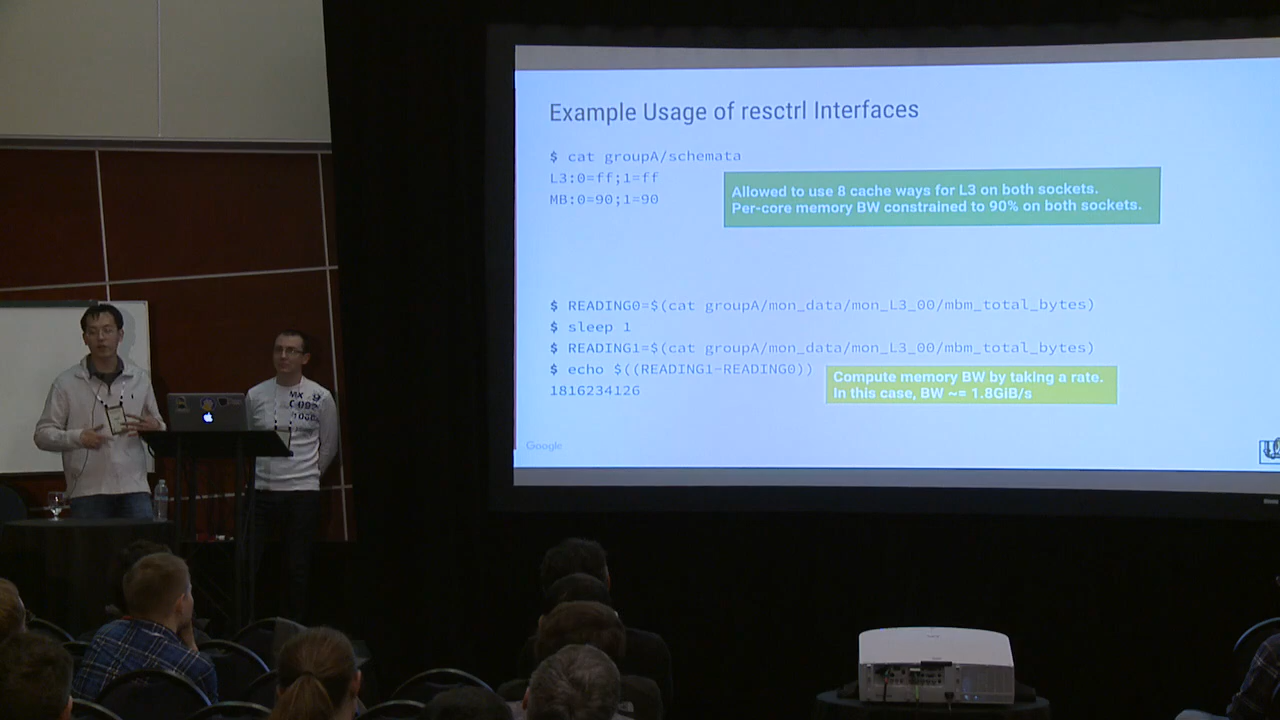 Example Usage of resctrl Interfaces
$ cat groupA/schemata
L3:0=ff;1=ff
MB:0=90;1=90
Allowed to use 8 cache ways for L3 on both sockets.
Per-core memory BW constrained to 90% on both sockets.
$ READING0=$(cat groupA/mon_data/mon_L3_00/mbm_total_bytes)
$ sleep 1
$ READING1=$(cat groupA/mon_data/mon_L3_00/mbm_total_bytes)
$ echo $((READING1-READING0))
1816234126
Compute memory BW by taking a rate.
In this case, BW ~= 1.8GiB/s
Google